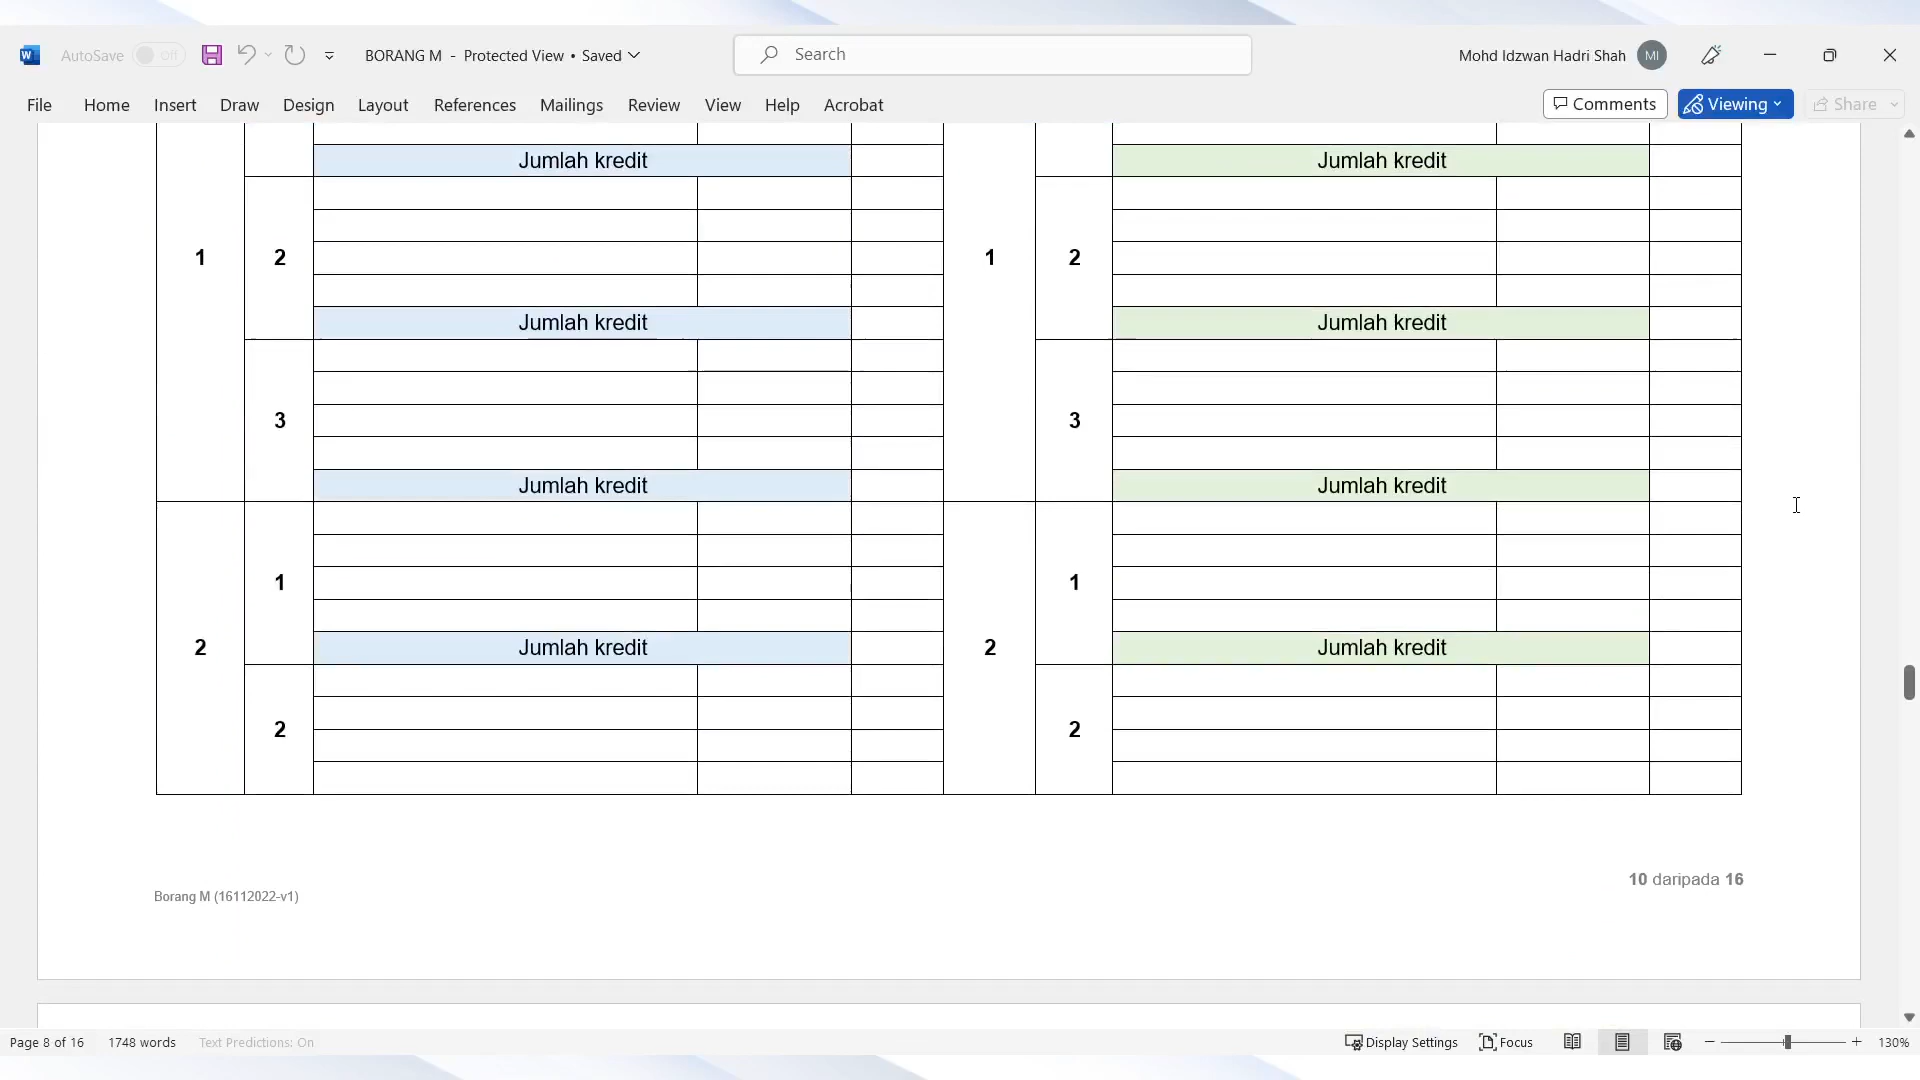 AutoSave Off BORANG M - Protected View • Saved Search Mohd Idzwan Hadri Shah MI
File Home Insert Draw Design Layout References Mailings Review View Help Acrobat Comments Viewing Share
Jumlah kredit Jumlah kredit
1 2 1 2
Jumlah kredit Jumlah kredit
3 3
Jumlah kredit Jumlah kredit
1 1
2 Jumlah kredit 2 Jumlah kredit
2 2
10 daripada 16
Borang M (16112022-v1)
Page 8 of 16 1748 words Text Predictions: On Display Settings Focus 130%